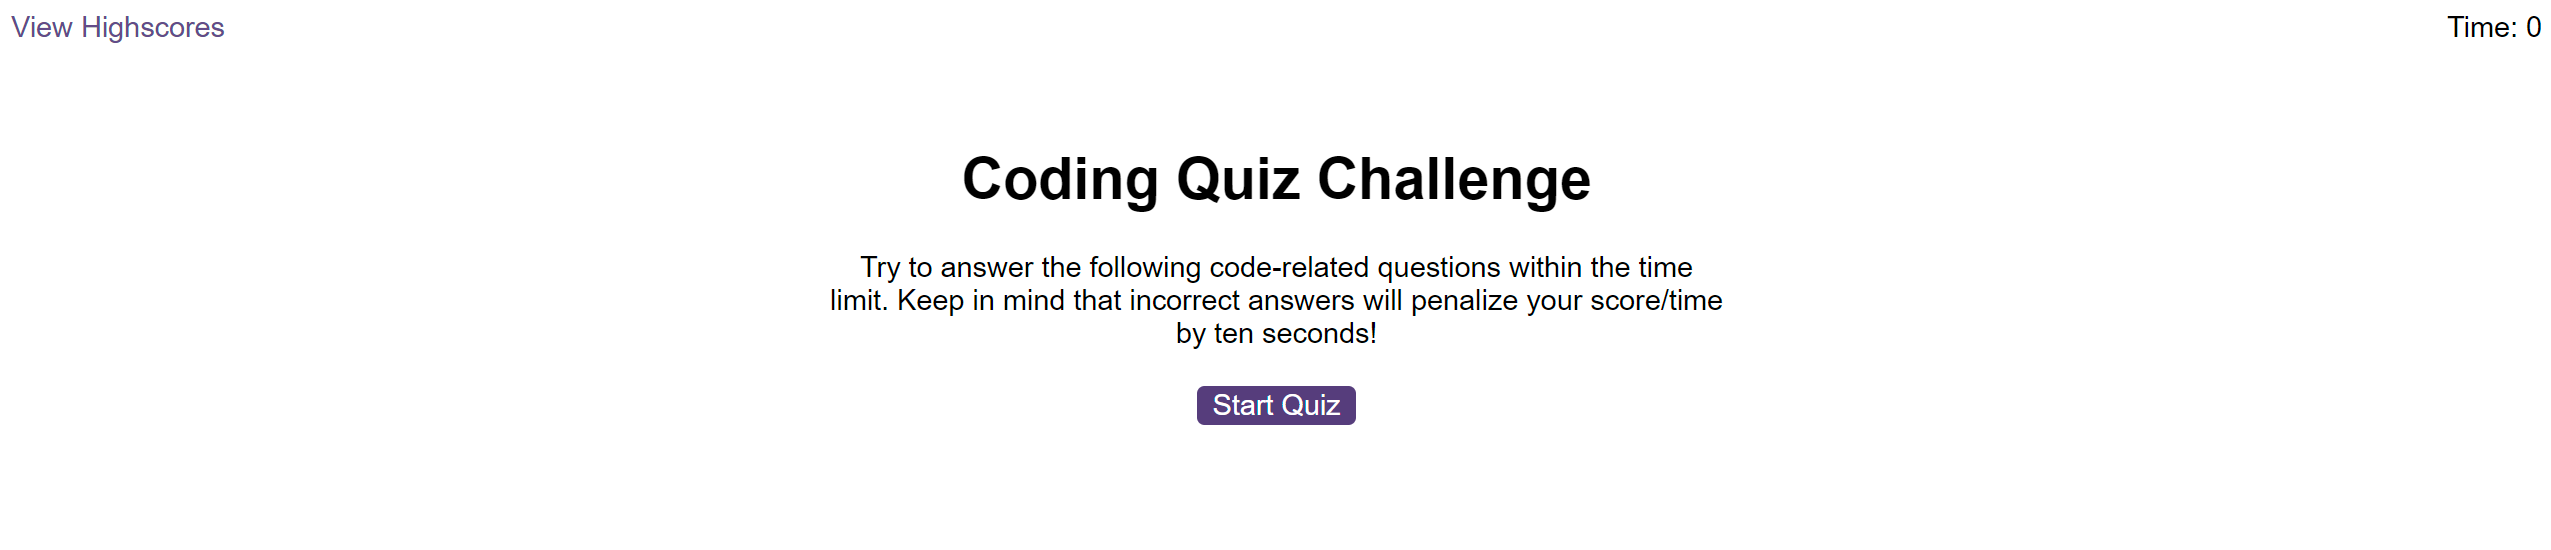 View Highscores
Time: 0
Coding Quiz Challenge
Try to answer the following code-related questions within the time
limit. Keep in mind that incorrect answers will penalize your score/time
by ten seconds!
Start Quiz